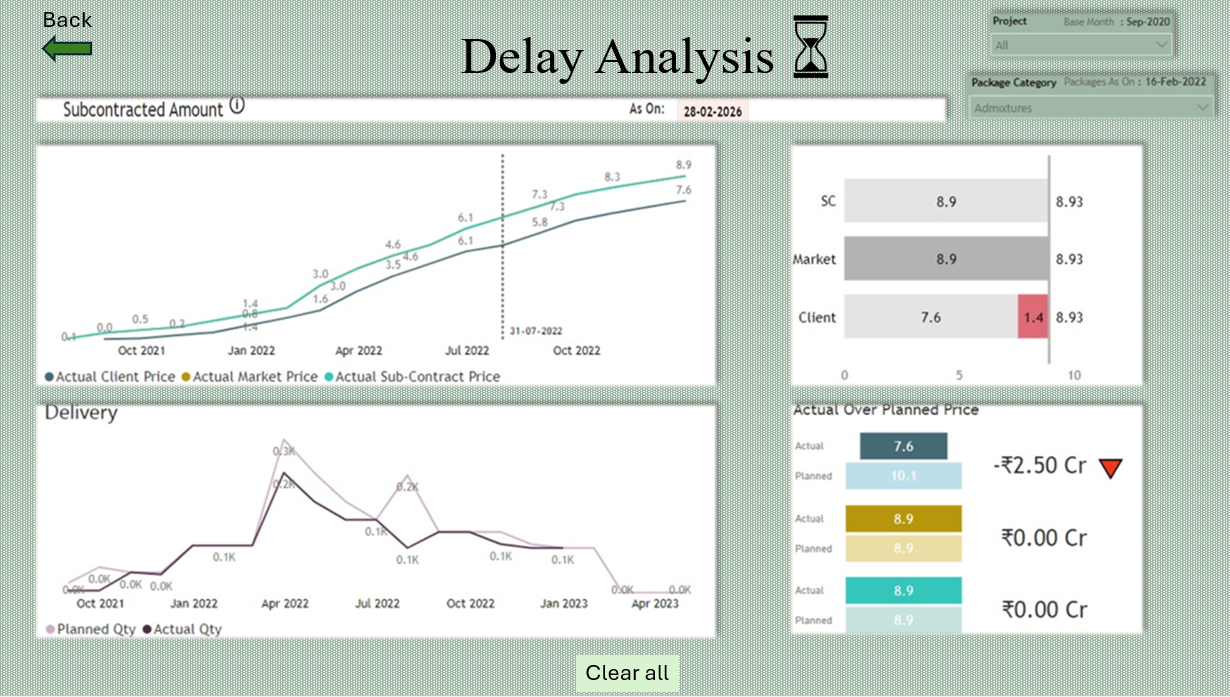 Back
Delay Analysis
Project Base Month : Sep-2020
All
Package Category Packages As On : 16-Feb-2022
Admixtures
Subcontracted Amount i
As On: 28-02-2026
8.9
8.3
7.6
7.3
7.3
6.1
5.8
6.1
4.6
4.6
3.5
3.0
3.0
1.6
1.4
0.8
1.4
0.5
0.2
0.0
0.1
31-07-2022
Oct 2021 Jan 2022 Apr 2022 Jul 2022 Oct 2022
Actual Client Price Actual Market Price Actual Sub-Contract Price
SC 8.9 8.93
Market 8.9 8.93
Client 7.6 1.4 8.93
0 5 10
Delivery
0.3K
0.2K
0.2K
0.1K
0.1K
0.1K
0.1K
0.1K
0.0K
0.0K
0.0K
0.0K
0.0K
0.0K
Oct 2021 Jan 2022 Apr 2022 Jul 2022 Oct 2022 Jan 2023 Apr 2023
Planned Qty Actual Qty
Actual Over Planned Price
Actual 7.6
Planned 10.1
-₹2.50 Cr
Actual 8.9
Planned 8.9
₹0.00 Cr
Actual 8.9
Planned 8.9
₹0.00 Cr
Clear all